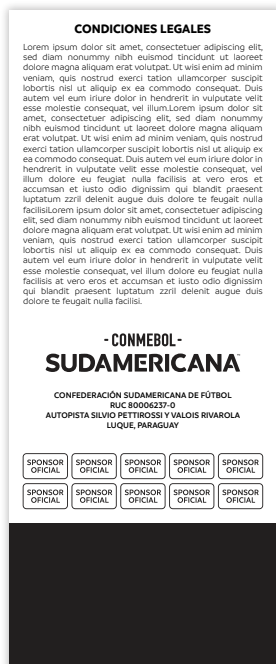 CONDICIONES LEGALES
Lorem ipsum dolor sit amet, consectetuer adipiscing elit,
sed diam nonummy nibh euismod tincidunt ut laoreet
dolore magna aliquam erat volutpat. Ut wisi enim ad minim
veniam, quis nostrud exerci tation ullamcorper suscipit
lobortis nisl ut aliquip ex ea commodo consequat. Duis
autem vel eum iriure dolor in hendrerit in vulputate velit
esse molestie consequat, vel illum.Lorem ipsum dolor sit
amet, consectetuer adipiscing elit, sed diam nonummy
nibh euismod tincidunt ut laoreet dolore magna aliquam
erat volutpat. Ut wisi enim ad minim veniam, quis nostrud
exerci tation ullamcorper suscipit lobortis nisl ut aliquip ex
ea commodo consequat. Duis autem vel eum iriure dolor in
hendrerit in vulputate velit esse molestie consequat, vel
illum dolore eu feugiat nulla facilisis at vero eros et
accumsan et iusto odio dignissim qui blandit praesent
luptatum zzril delenit augue duis dolore te feugait nulla
facilisiLorem ipsum dolor sit amet, consectetuer adipiscing
elit, sed diam nonummy nibh euismod tincidunt ut laoreet
dolore magna aliquam erat volutpat. Ut wisi enim ad minim
veniam, quis nostrud exerci tation ullamcorper suscipit
lobortis nisl ut aliquip ex ea commodo consequat. Duis
autem vel eum iriure dolor in hendrerit in vulputate velit
esse molestie consequat, vel illum dolore eu feugiat nulla
facilisis at vero eros et accumsan et iusto odio dignissim
qui blandit praesent luptatum zzril delenit augue duis
dolore te feugait nulla facilisi.
- CONMEBOL -
SUDAMERICANA
CONFEDERACIÓN SUDAMERICANA DE FÚTBOL
RUC 80006237-0
AUTOPISTA SILVIO PETTIROSSI Y VALOIS RIVAROLA
LUQUE, PARAGUAY
SPONSOR OFICIAL SPONSOR OFICIAL SPONSOR OFICIAL SPONSOR OFICIAL SPONSOR OFICIAL
SPONSOR OFICIAL SPONSOR OFICIAL SPONSOR OFICIAL SPONSOR OFICIAL SPONSOR OFICIAL